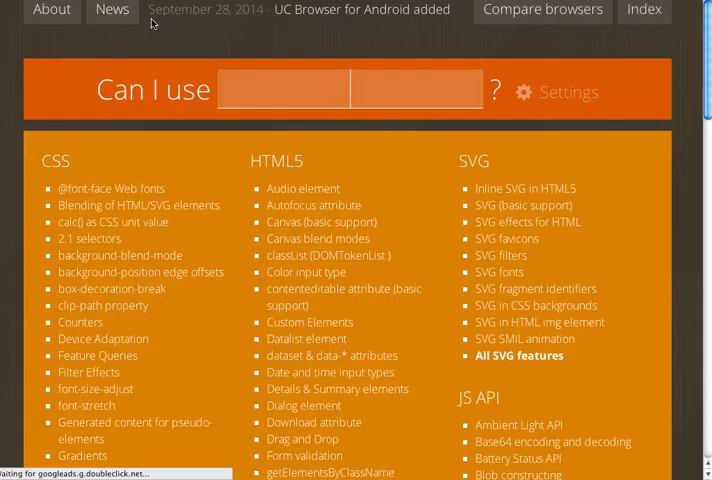 About
News
September 28, 2014 - UC Browser for Android added
Compare browsers
Index
Can I use ?
Settings
CSS
@font-face Web fonts
Blending of HTML/SVG elements
calc() as CSS unit value
2.1 selectors
background-blend-mode
background-position edge offsets
box-decoration-break
clip-path property
Counters
Device Adaptation
Feature Queries
Filter Effects
font-size-adjust
font-stretch
Generated content for pseudo-
elements
Gradients
HTML5
Audio element
Autofocus attribute
Canvas (basic support)
Canvas blend modes
classList (DOMTokenList )
Color input type
contenteditable attribute (basic
support)
Custom Elements
Datalist element
dataset & data-* attributes
Date and time input types
Details & Summary elements
Dialog element
Download attribute
Drag and Drop
Form validation
getElementsByClassName
SVG
Inline SVG in HTML5
SVG (basic support)
SVG effects for HTML
SVG favicons
SVG filters
SVG fonts
SVG fragment identifiers
SVG in CSS backgrounds
SVG in HTML img element
SVG SMIL animation
All SVG features
JS API
Ambient Light API
Base64 encoding and decoding
Battery Status API
Blob constructing
Waiting for googleads.g.doubleclick.net...